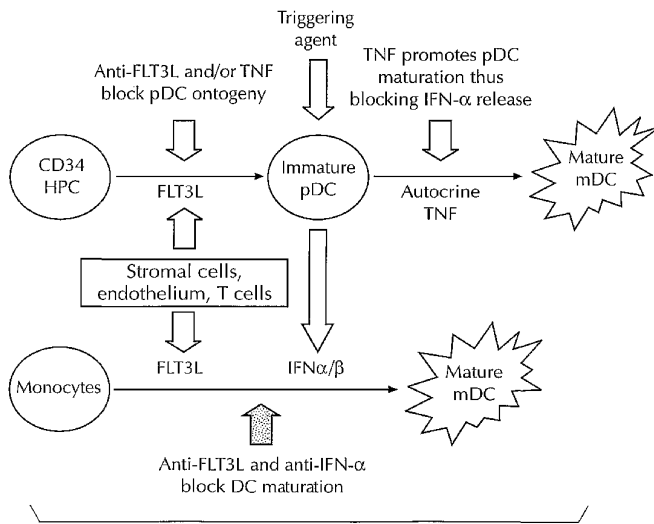 Triggering
agent
Anti-FLT3L and/or TNF
block pDC ontogeny
TNF promotes pDC
maturation thus
blocking IFN-α release
CD34
HPC
FLT3L
Immature
pDC
Autocrine
TNF
Mature
mDC
Stromal cells,
endothelium, T cells
Monocytes
FLT3L
IFNα/β
Mature
mDC
Anti-FLT3L and anti-IFN-α
block DC maturation